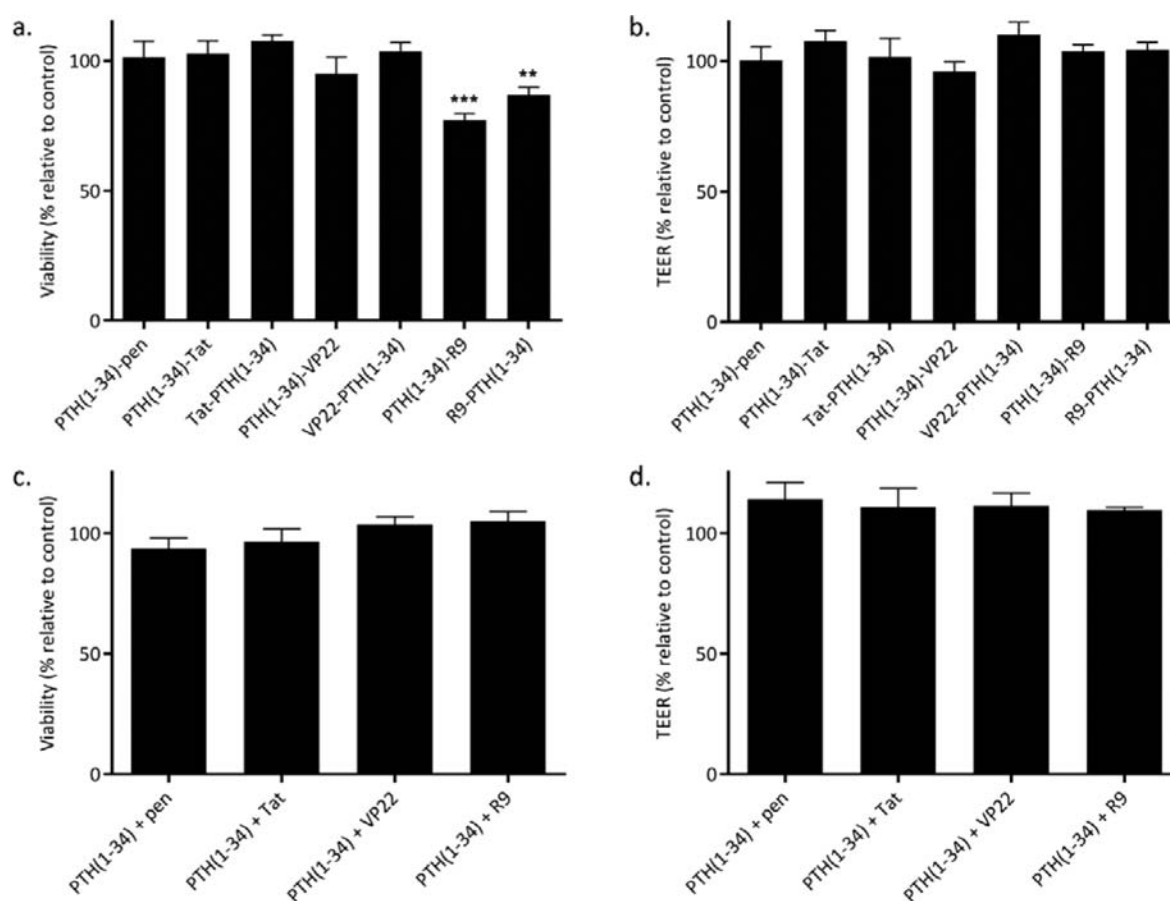 a.
Viability (% relative to control)
100
50
0
***
**
PTH(1-34)-pen
PTH(1-34)-Tat
Tat-PTH(1-34)
PTH(1-34)-VP22
VP22-PTH(1-34)
PTH(1-34)-R9
R9-PTH(1-34)
b.
TEER (% relative to control)
100
50
0
PTH(1-34)-pen
PTH(1-34)-Tat
Tat-PTH(1-34)
PTH(1-34)-VP22
VP22-PTH(1-34)
PTH(1-34)-R9
R9-PTH(1-34)
c.
Viability (% relative to control)
100
50
0
PTH(1-34) + pen
PTH(1-34) + Tat
PTH(1-34) + VP22
PTH(1-34) + R9
d.
TEER (% relative to control)
100
50
0
PTH(1-34) + pen
PTH(1-34) + Tat
PTH(1-34) + VP22
PTH(1-34) + R9